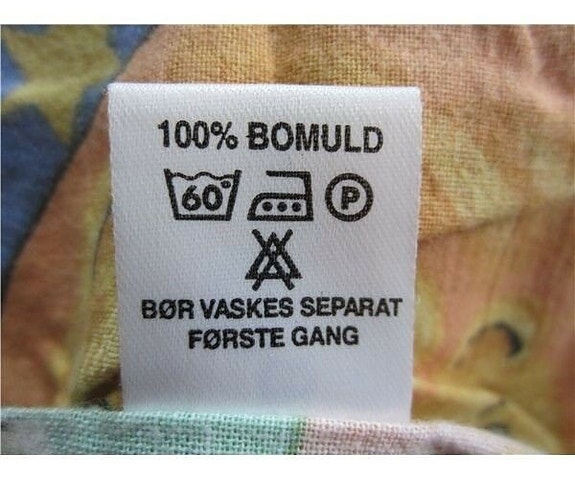 100% BOMULD
60° P
BØR VASKES SEPARAT
FØRSTE GANG